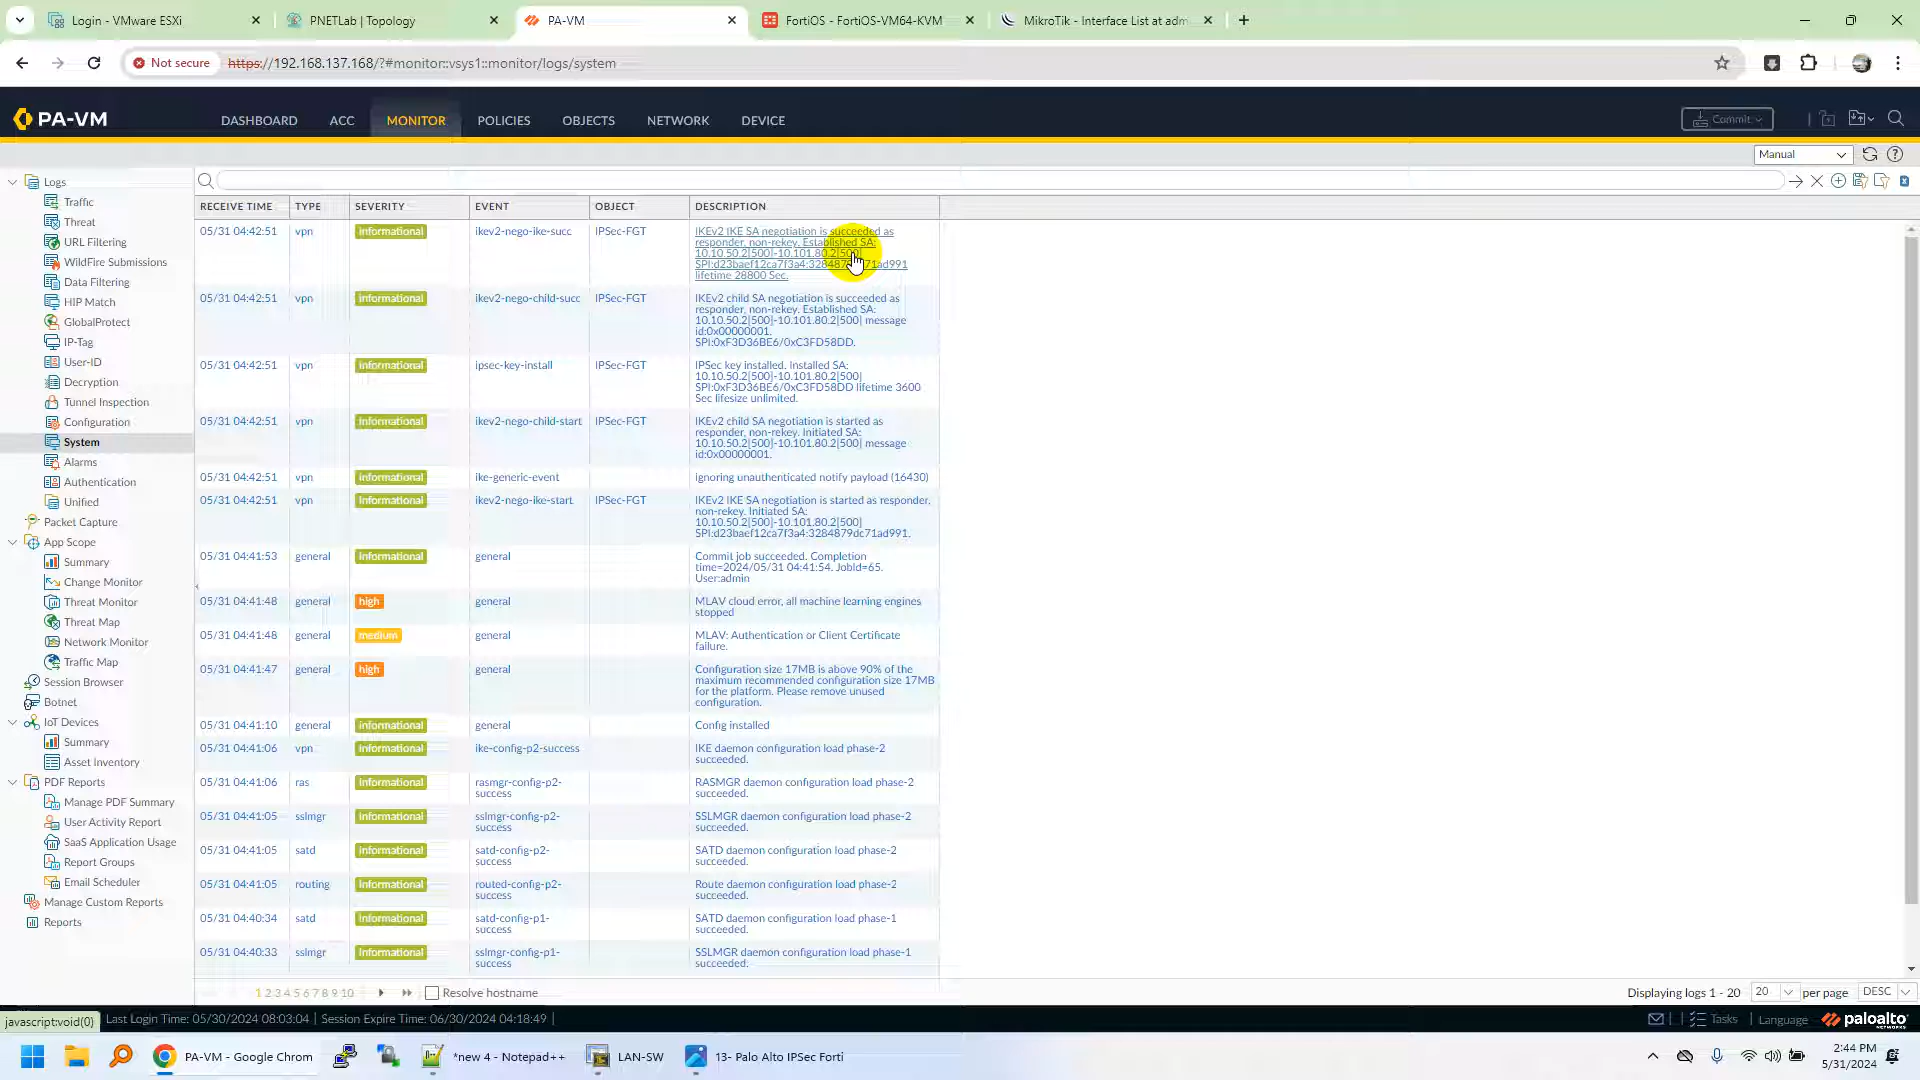 Login - VMware ESXi
PNETLab | Topology
PA-VM
FortiOS - FortiOS-VM64-KVM
MikroTik - Interface List at adm
Not secure
https://192.168.137.168/?#monitor::vsys1::monitor/logs/system
PA-VM
DASHBOARD
ACC
MONITOR
POLICIES
OBJECTS
NETWORK
DEVICE
Commit
Manual
Logs
Traffic
Threat
URL Filtering
WildFire Submissions
Data Filtering
HIP Match
GlobalProtect
IP-Tag
User-ID
Decryption
Tunnel Inspection
Configuration
System
Alarms
Authentication
Unified
Packet Capture
App Scope
Summary
Change Monitor
Threat Monitor
Threat Map
Network Monitor
Traffic Map
Session Browser
Botnet
IoT Devices
Summary
Asset Inventory
PDF Reports
Manage PDF Summary
User Activity Report
SaaS Application Usage
Report Groups
Email Scheduler
Manage Custom Reports
Reports
RECEIVE TIME TYPE SEVERITY EVENT OBJECT DESCRIPTION
05/31 04:42:51 vpn informational ikev2-nego-ike-succ IPSec-FGT IKEv2 IKE SA negotiation is succeeded as
responder, non-rekey. Established SA:
10.10.50.2[500]-10.101.80.2[500]
lifetime 28800 Sec.
05/31 04:42:51 vpn informational ikev2-nego-child-succ IPSec-FGT IKEv2 child SA negotiation is succeeded as
responder, non-rekey. Established SA:
10.10.50.2[500]-10.101.80.2[500] message
id:0x00000001.
SPI:0xF3D36BE6/0xC3FD58DD.
05/31 04:42:51 vpn informational ipsec-key-install IPSec-FGT IPSec key installed. Installed SA:
10.10.50.2[500]-10.101.80.2[500]
SPI:0xF3D36BE6/0xC3FD58DD lifetime 3600
Sec lifesize unlimited.
05/31 04:42:51 vpn informational ikev2-nego-child-start IPSec-FGT IKEv2 child SA negotiation is started as
responder, non-rekey. Initiated SA:
10.10.50.2[500]-10.101.80.2[500] message
id:0x00000001.
05/31 04:42:51 vpn informational ike-generic-event ignoring unauthenticated notify payload (16430)
05/31 04:42:51 vpn informational ikev2-nego-ike-start IPSec-FGT IKEv2 IKE SA negotiation is started as responder,
non-rekey. Initiated SA:
10.10.50.2[500]-10.101.80.2[500]
SPI:d23baef12ca7f3a4:3284879dc71ad991.
05/31 04:41:53 general informational general Commit job succeeded. Completion
time=2024/05/31 04:41:54. JobId=65.
User:admin
05/31 04:41:48 general high general MLAV cloud error, all machine learning engines
stopped
05/31 04:41:48 general medium general MLAV: Authentication or Client Certificate
failure.
05/31 04:41:47 general high general Configuration size 17MB is above 90% of the
maximum recommended configuration size 17MB
for the platform. Please remove unused
configuration.
05/31 04:41:10 general informational general Config installed
05/31 04:41:06 vpn informational ike-config-p2-success IKE daemon configuration load phase-2
succeeded.
05/31 04:41:06 ras informational rasmgr-config-p2- RASMGR daemon configuration load phase-2
success succeeded.
05/31 04:41:05 sslmgr informational sslmgr-config-p2- SSLMGR daemon configuration load phase-2
success succeeded.
05/31 04:41:05 satd informational satd-config-p2- SATD daemon configuration load phase-2
success succeeded.
05/31 04:41:05 routing informational routed-config-p2- Route daemon configuration load phase-2
success succeeded.
05/31 04:40:34 satd informational satd-config-p1- SATD daemon configuration load phase-1
success succeeded.
05/31 04:40:33 sslmgr informational sslmgr-config-p1- SSLMGR daemon configuration load phase-1
success succeeded.
1 2 3 4 5 6 7 8 9 10 Resolve hostname
Displaying logs 1 - 20 20 per page DESC
javascript:void(0)
Last Login Time: 05/30/2024 08:03:04 | Session Expire Time: 06/30/2024 04:18:49 |
Tasks | Language
paloalto
NETWORKS
PA-VM - Google Chrom
*new 4 - Notepad++
LAN-SW
13- Palo Alto IPSec Forti
2:44 PM
5/31/2024